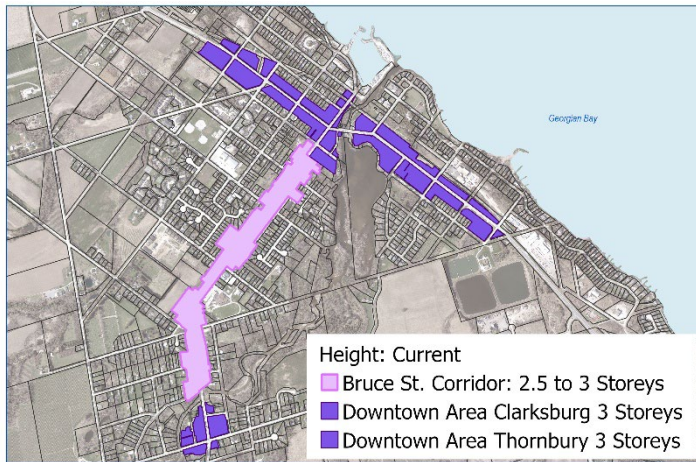 Georgian Bay
Height: Current
Bruce St. Corridor: 2.5 to 3 Storeys
Downtown Area Clarksburg 3 Storeys
Downtown Area Thornbury 3 Storeys